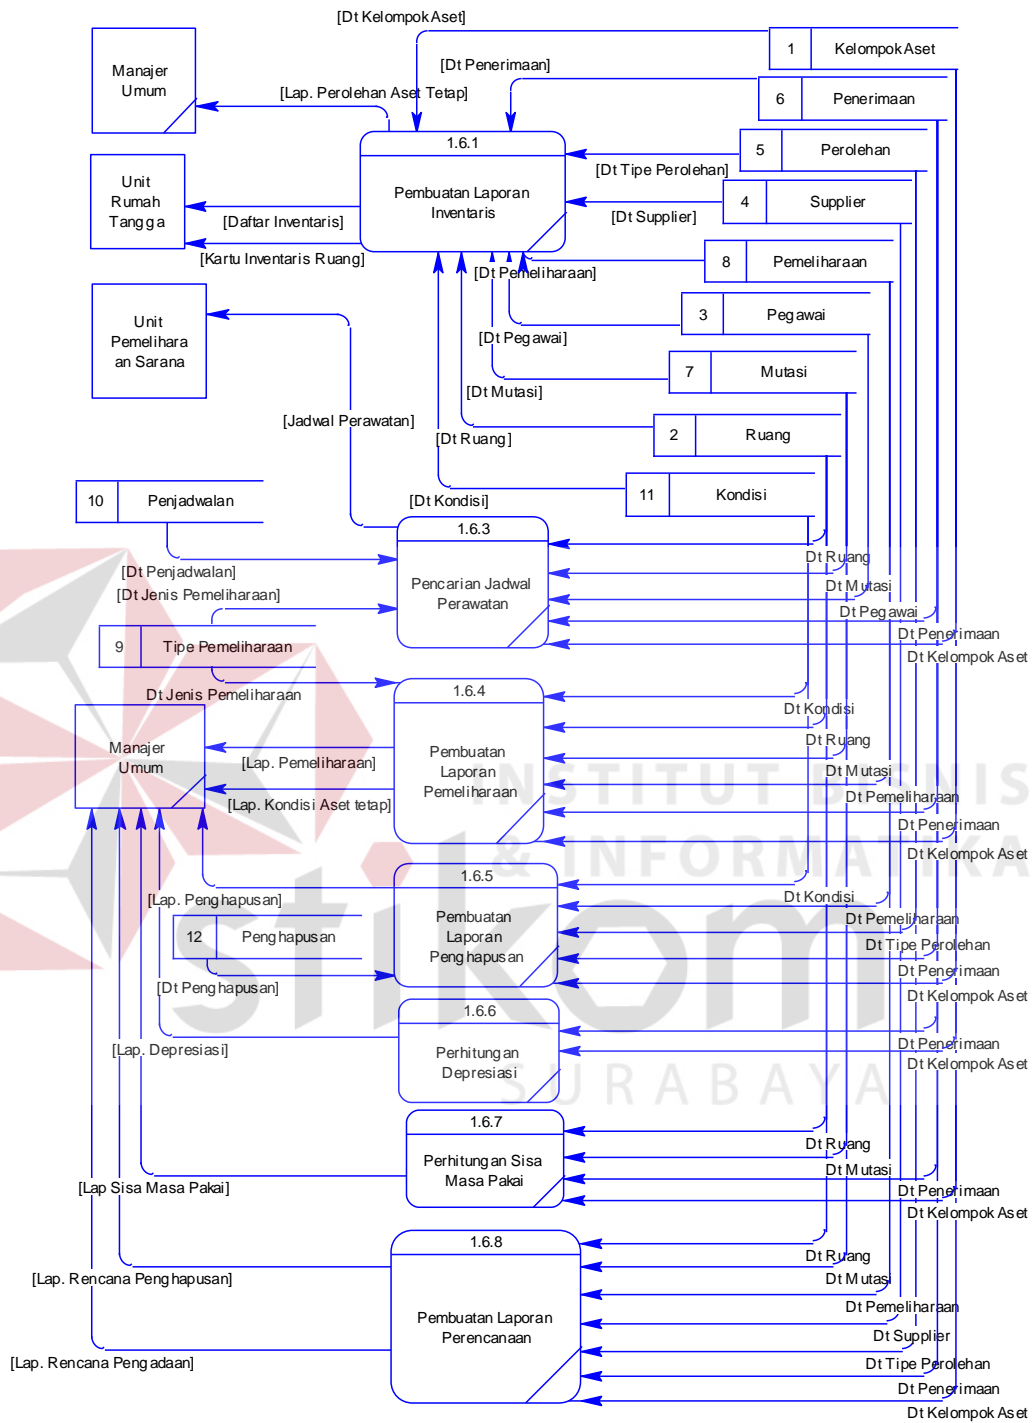 [Dt Kelompok Aset]
1 Kelompok Aset
Manajer
Umum
[Dt Penerimaan]
6 Penerimaan
[Lap. Perolehan Aset Tetap]
1.6.1
5 Perolehan
[Dt Tipe Perolehan]
Unit
Rumah
Tangga
Pembuatan Laporan
Inventaris
4 Supplier
[Daftar Inventaris]
[Dt Supplier]
[Kartu Inventaris Ruang]
[Dt Pemeliharaan]
8 Pemeliharaan
Unit
Pemelihara
an Sarana
3 Pegawai
[Dt Pegawai]
7 Mutasi
[Dt Mutasi]
[Jadwal Perawatan]
[Dt Ruang]
2 Ruang
10 Penjadwalan
[Dt Kondisi]
11 Kondisi
1.6.3
Dt Ruang
[Dt Penjadwalan]
Pencarian Jadwal
Perawatan
Dt Mutasi
[Dt Jenis Pemeliharaan]
Dt Pegawai
Dt Penerimaan
9 Tipe Pemeliharaan
Dt Kelompok Aset
Dt Jenis Pemeliharaan
1.6.4
Dt Kondisi
Manajer
Umum
[Lap. Pemeliharaan]
Pembuatan
Laporan
Pemeliharaan
Dt Ruang
Dt Mutasi
[Lap. Kondisi Aset tetap]
Dt Pemeliharaan
Dt Penerimaan
Dt Kelompok Aset
INSTITUT BISNIS
& INFORMATIKA
stikom
SURABAYA
1.6.5
[Lap. Penghapusan]
Dt Kondisi
Pembuatan
Laporan
Penghapusan
Dt Pemeliharaan
12 Penghapusan
Dt Tipe Perolehan
Dt Penerimaan
[Dt Penghapusan]
Dt Kelompok Aset
1.6.6
[Lap. Depresiasi]
Perhitungan
Depresiasi
Dt Penerimaan
Dt Kelompok Aset
1.6.7
Dt Ruang
Perhitungan Sisa
Masa Pakai
Dt Mutasi
[Lap Sisa Masa Pakai]
Dt Penerimaan
Dt Kelompok Aset
1.6.8
Dt Ruang
[Lap. Rencana Penghapusan]
Dt Mutasi
Pembuatan Laporan
Perencanaan
Dt Pemeliharaan
Dt Supplier
[Lap. Rencana Pengadaan]
Dt Tipe Perolehan
Dt Penerimaan
Dt Kelompok Aset